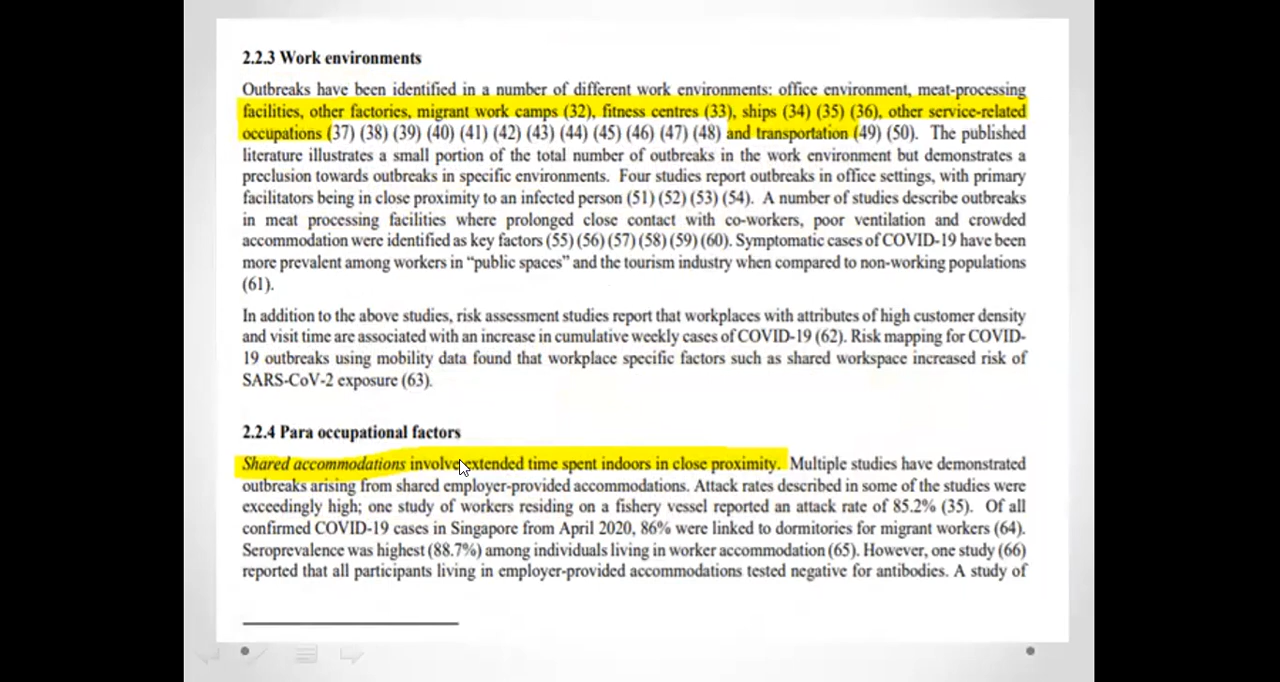 2.2.3 Work environments
Outbreaks have been identified in a number of different work environments: office environment, meat-processing
facilities, other factories, migrant work camps (32), fitness centres (33), ships (34) (35) (36), other service-related
occupations (37) (38) (39) (40) (41) (42) (43) (44) (45) (46) (47) (48) and transportation (49) (50).  The published
literature illustrates a small portion of the total number of outbreaks in the work environment but demonstrates a
preclusion towards outbreaks in specific environments.  Four studies report outbreaks in office settings, with primary
facilitators being in close proximity to an infected person (51) (52) (53) (54).  A number of studies describe outbreaks
in meat processing facilities where prolonged close contact with co-workers, poor ventilation and crowded
accommodation were identified as key factors (55) (56) (57) (58) (59) (60). Symptomatic cases of COVID-19 have been
more prevalent among workers in “public spaces” and the tourism industry when compared to non-working populations
(61).
In addition to the above studies, risk assessment studies report that workplaces with attributes of high customer density
and visit time are associated with an increase in cumulative weekly cases of COVID-19 (62). Risk mapping for COVID-
19 outbreaks using mobility data found that workplace specific factors such as shared workspace increased risk of
SARS-CoV-2 exposure (63).
2.2.4 Para occupational factors
Shared accommodations involve extended time spent indoors in close proximity.  Multiple studies have demonstrated
outbreaks arising from shared employer-provided accommodations. Attack rates described in some of the studies were
exceedingly high; one study of workers residing on a fishery vessel reported an attack rate of 85.2% (35).  Of all
confirmed COVID-19 cases in Singapore from April 2020, 86% were linked to dormitories for migrant workers (64).
Seroprevalence was highest (88.7%) among individuals living in worker accommodation (65). However, one study (66)
reported that all participants living in employer-provided accommodations tested negative for antibodies. A study of